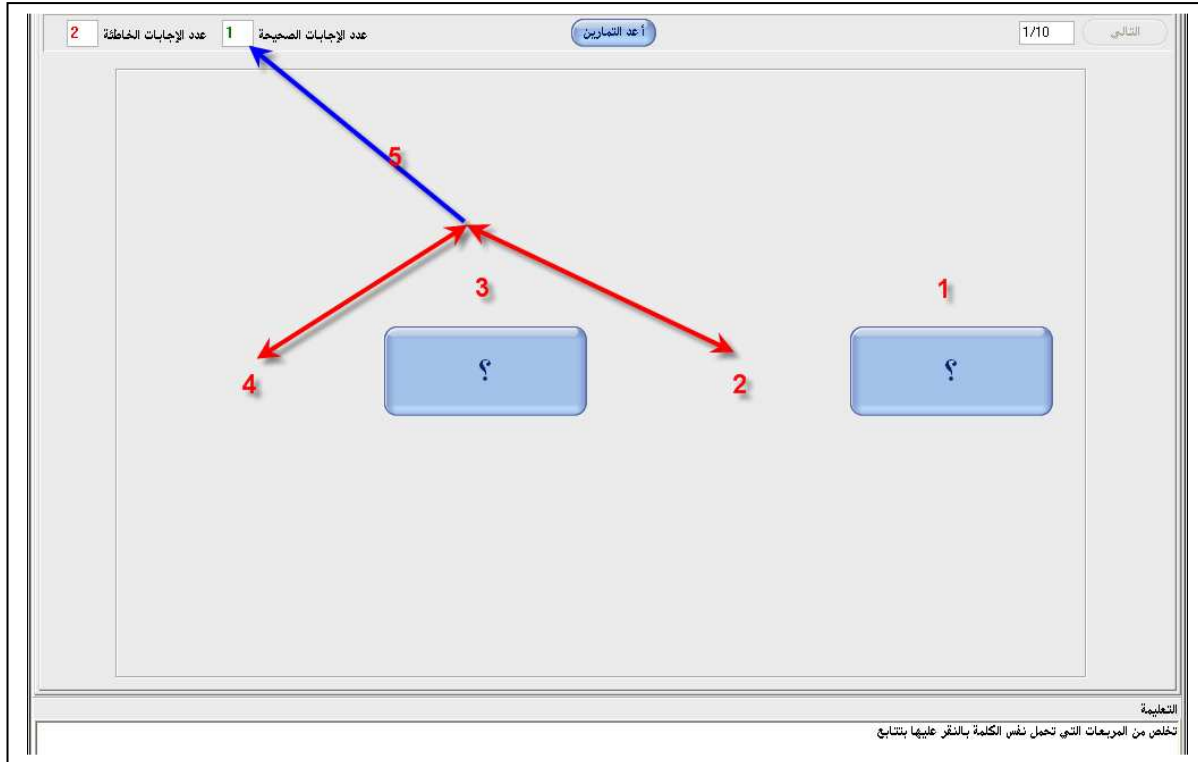 التالي 1/10 أعد التمارين عدد الإجابات الصحيحة 1 عدد الإجابات الخاطئة 2
5
3 1
؟ ؟
4 2
التعليمة
تخلص من المربعات التي تحمل نفس الكلمة بالنقر عليها بتتابع